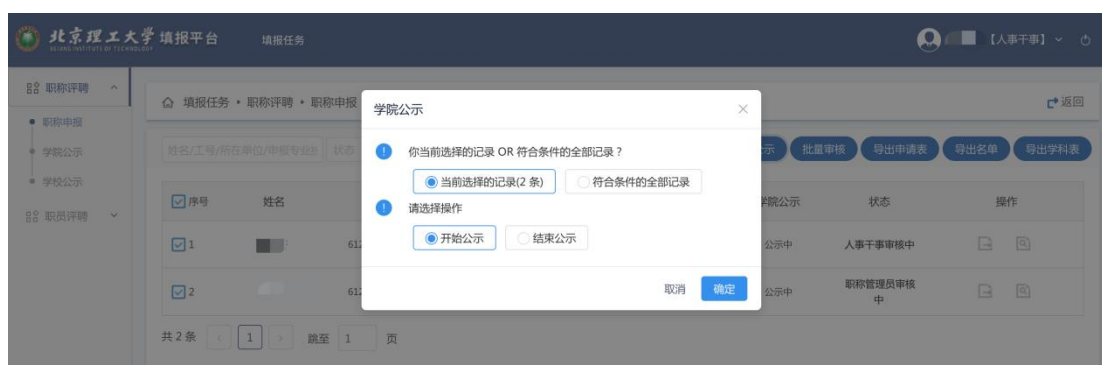 北京理工大学 填报平台
BEIJING INSTITUTE OF TECHNOLOGY
填报任务
【人事干事】
职称评聘
职称申报
学院公示
学校公示
职员评聘
填报任务 • 职称评聘 • 职称申报
返回
姓名/工号/所在单位/申报专业
状态
示
批量审核
导出申请表
导出名单
导出学科表
序号
姓名
学院公示
状态
操作
1
612
公示中
人事干事审核中
2
612
公示中
职称管理员审核
中
共 2 条
1
跳至
1
页
学院公示
你当前选择的记录 OR 符合条件的全部记录？
当前选择的记录(2 条)
符合条件的全部记录
请选择操作
开始公示
结束公示
取消
确定